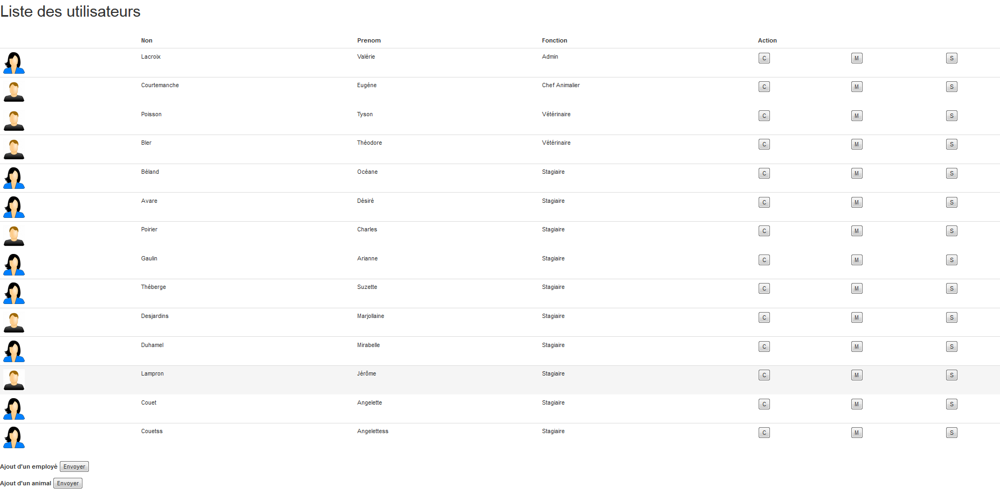 Liste des utilisateurs
Non Prenom Fonction Action
Lacroix Valérie Admin C M S
Courtemanche Eugéne Chef Animalier C M S
Poisson Tyson Vétérinaire C M S
Bler Théodore Vétérinaire C M S
Béland Océane Stagiaire C M S
Avare Désiré Stagiaire C M S
Poirier Charles Stagiaire C M S
Gaulin Arianne Stagiaire C M S
Théberge Suzette Stagiaire C M S
Desjardins Marjollaine Stagiaire C M S
Duhamel Mirabelle Stagiaire C M S
Lampron Jérôme Stagiaire C M S
Couet Angelette Stagiaire C M S
Couetss Angelettess Stagiaire C M S
Ajout d'un employé Envoyer
Ajout d'un animal Envoyer